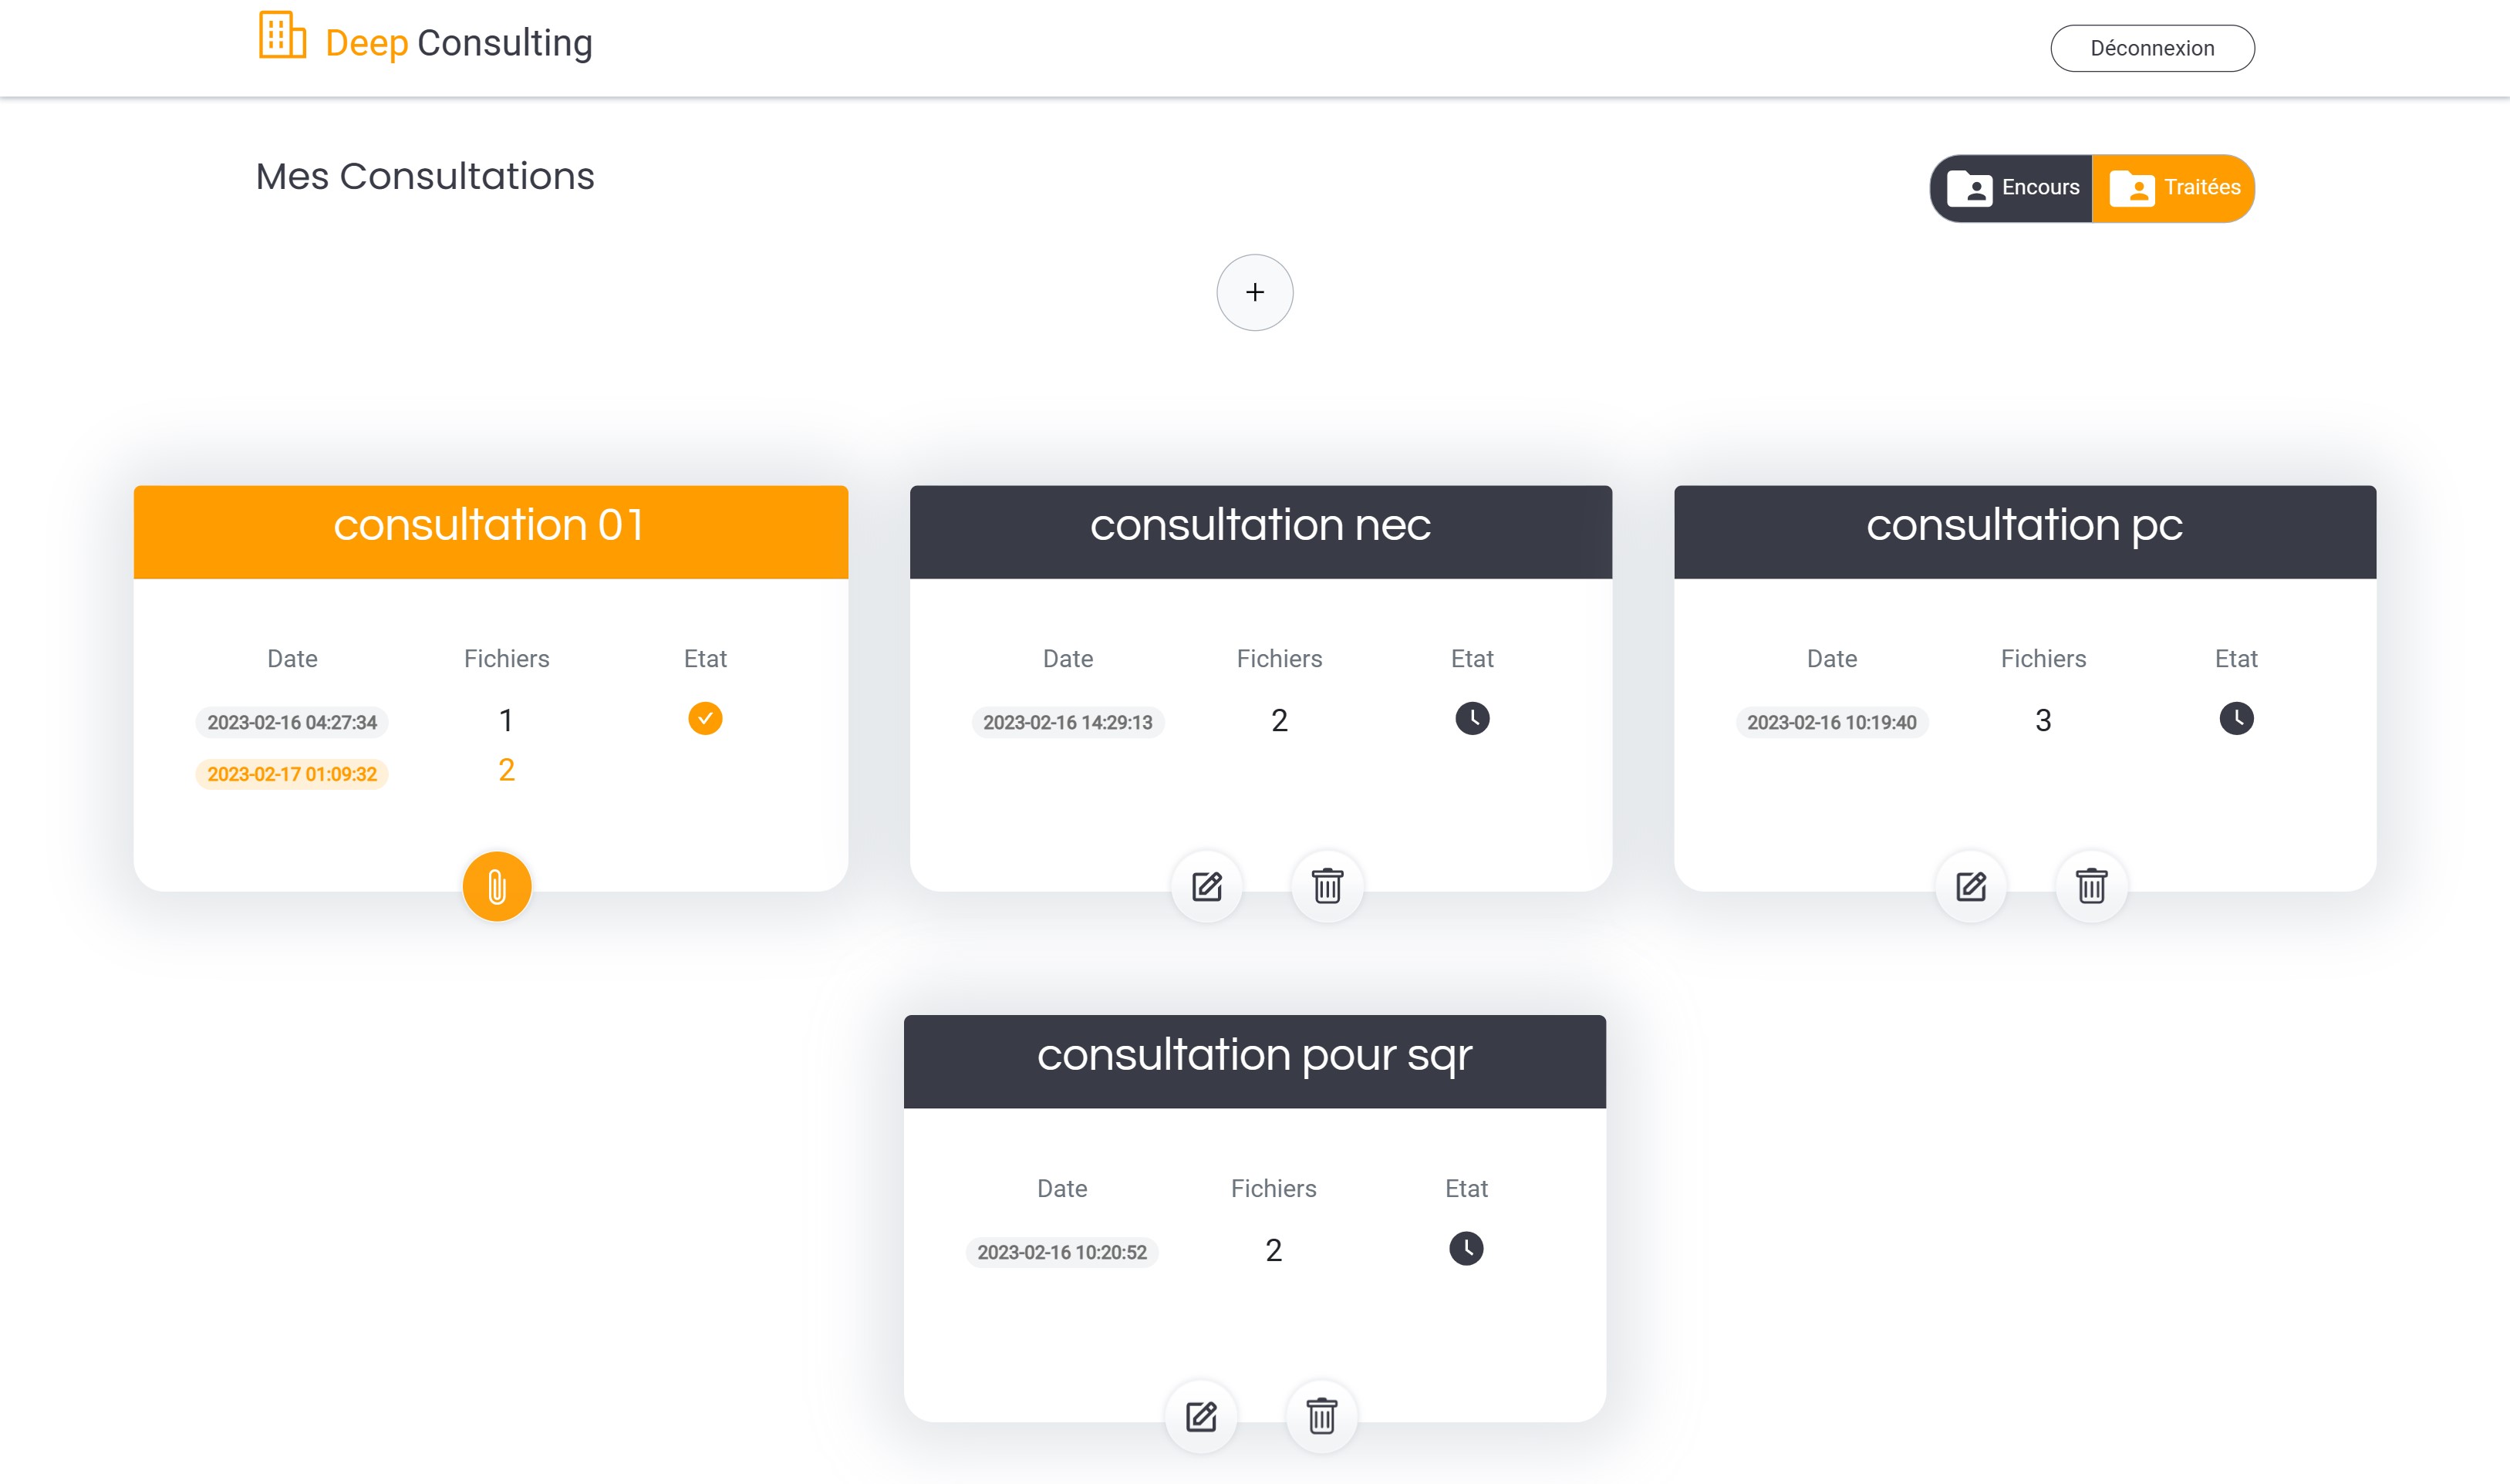 Deep Consulting
Déconnexion
Mes Consultations
Encours
Traitées
+
consultation 01
Date Fichiers Etat
2023-02-16 04:27:34 1
2023-02-17 01:09:32 2
consultation nec
Date Fichiers Etat
2023-02-16 14:29:13 2
consultation pc
Date Fichiers Etat
2023-02-16 10:19:40 3
consultation pour sqr
Date Fichiers Etat
2023-02-16 10:20:52 2